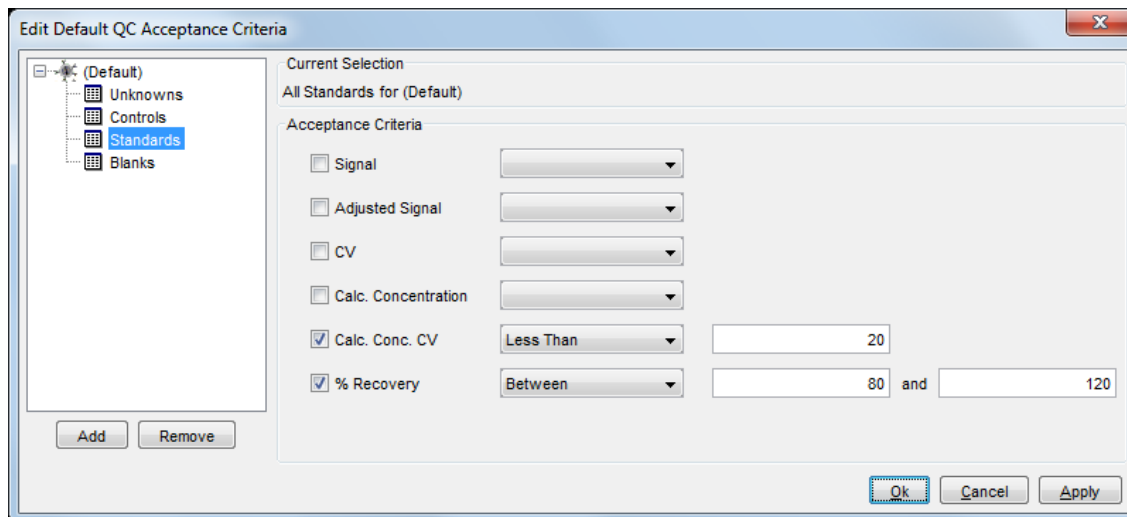 Edit Default QC Acceptance Criteria
(Default)
Unknowns
Controls
Standards
Blanks
Add Remove
Current Selection
All Standards for (Default)
Acceptance Criteria
Signal
Adjusted Signal
CV
Calc. Concentration
Calc. Conc. CV Less Than 20
% Recovery Between 80 and 120
Ok Cancel Apply